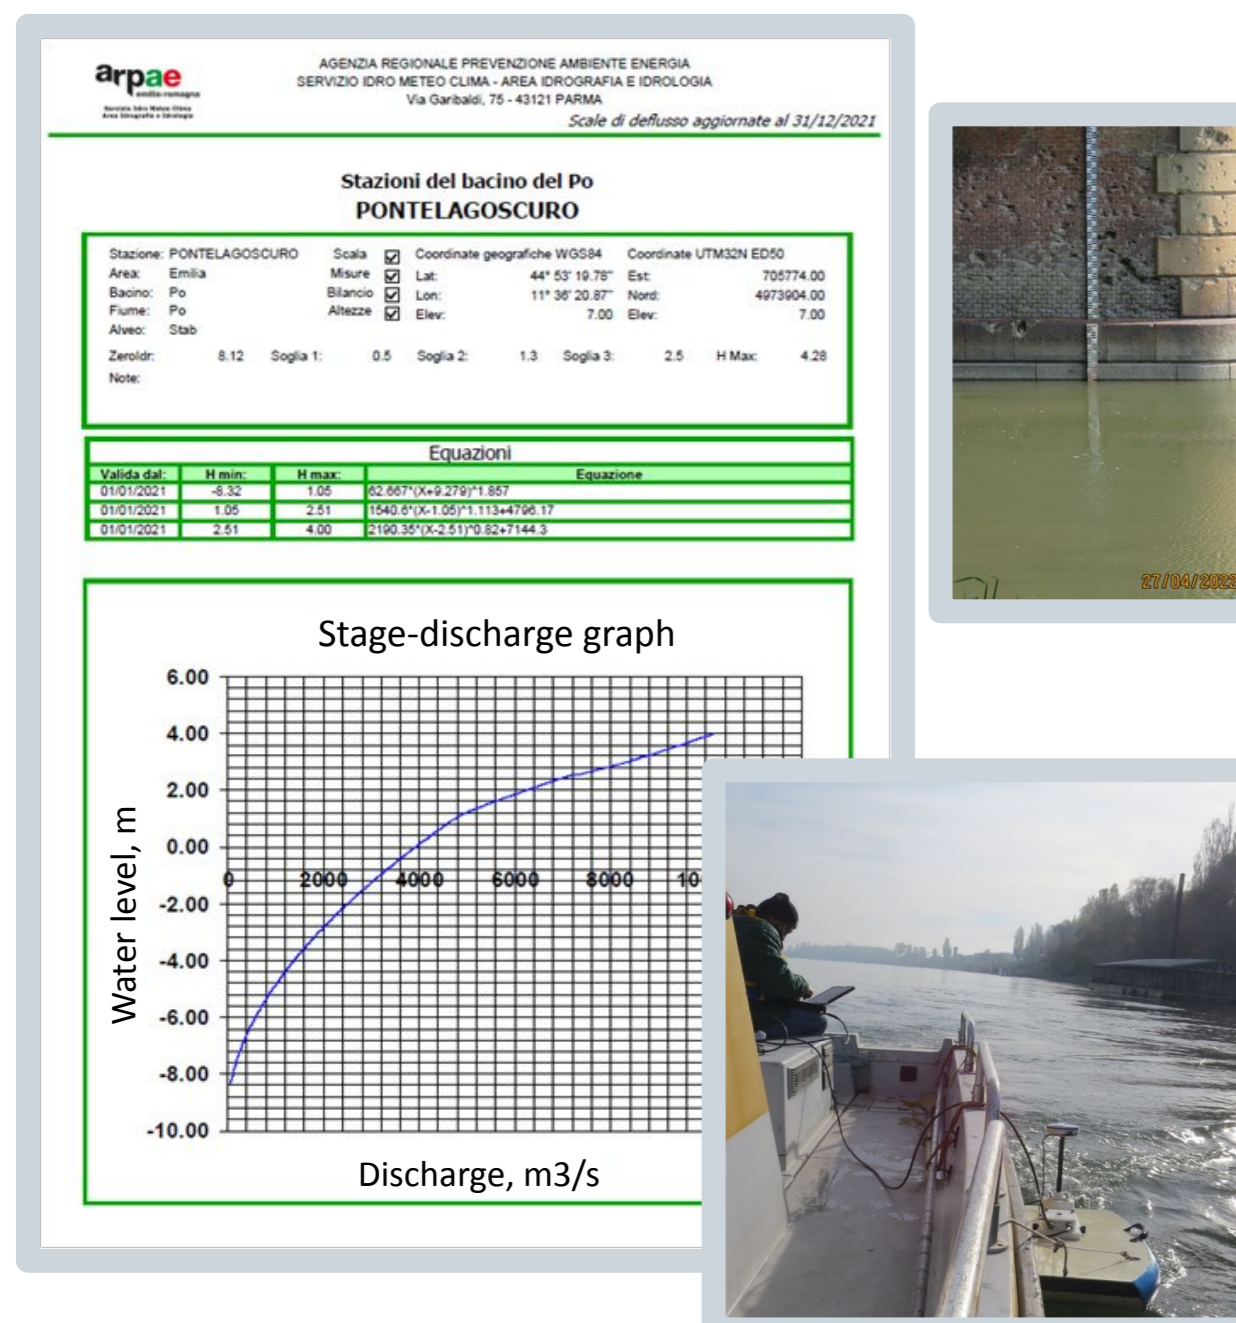 arpae
emilia-romagna
Servizio Idro Meteo Clima
Area Idrografia e Idrologia
AGENZIA REGIONALE PREVENZIONE AMBIENTE ENERGIA
SERVIZIO IDRO METEO CLIMA - AREA IDROGRAFIA E IDROLOGIA
Via Garibaldi, 75 - 43121 PARMA
Scale di deflusso aggiornate al 31/12/2021
Stazioni del bacino del Po
PONTELAGOSCURO
Stazione: PONTELAGOSCURO Scala Coordinate geografiche WGS84 Coordinate UTM32N ED50
Area: Emilia Misure Lat: 44° 53' 19.78" Est: 705774.00
Bacino: Po Bilancio Lon: 11° 36' 20.87" Nord: 4973904.00
Fiume: Po Altezze Elev: 7.00 Elev: 7.00
Alveo: Stab
ZeroIdr: 8.12 Soglia 1: 0.5 Soglia 2: 1.3 Soglia 3: 2.5 H Max: 4.28
Note:
Equazioni
Valida dal: H min: H max: Equazione
01/01/2021 -8.32 1.05 62.667*(X+9.279)^1.857
01/01/2021 1.05 2.51 1540.6*(X-1.05)^1.113+4796.17
01/01/2021 2.51 4.00 2190.35*(X-2.51)^0.82+7144.3
Stage-discharge graph
6.00
4.00
2.00
0.00
0 2000 4000 6000 8000 10
-2.00
-4.00
-6.00
-8.00
-10.00
Water level, m
Discharge, m3/s
27/04/2022